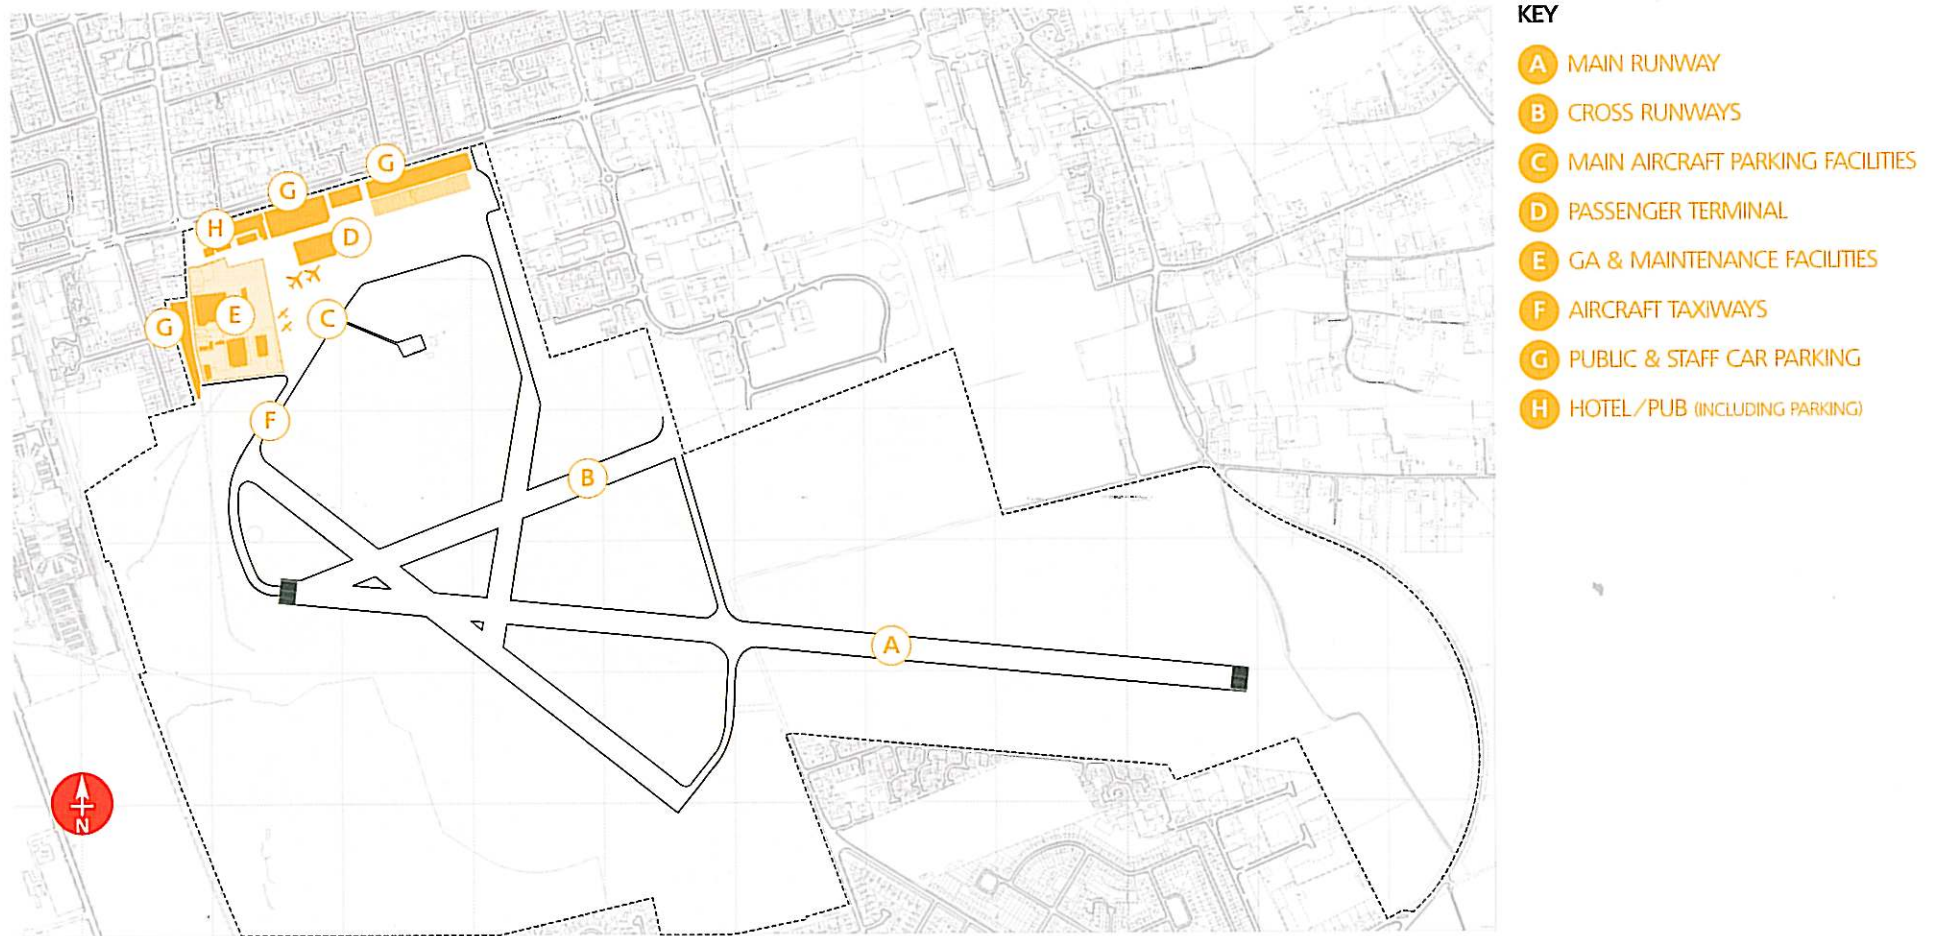 KEY
A MAIN RUNWAY
B CROSS RUNWAYS
C MAIN AIRCRAFT PARKING FACILITIES
D PASSENGER TERMINAL
E GA & MAINTENANCE FACILITIES
F AIRCRAFT TAXIWAYS
G PUBLIC & STAFF CAR PARKING
H HOTEL/PUB (INCLUDING PARKING)
G
G
H
D
E
C
G
F
B
A
N